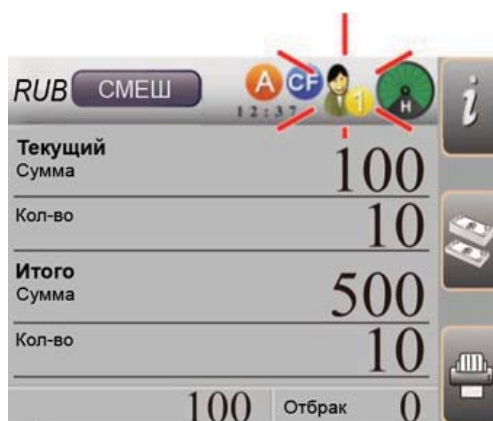 RUB СМЕШ A CF 1 H i
12:37
Текущий
Сумма 100
Кол-во 10
Итого
Сумма 500
Кол-во 10
100 Отбрак 0